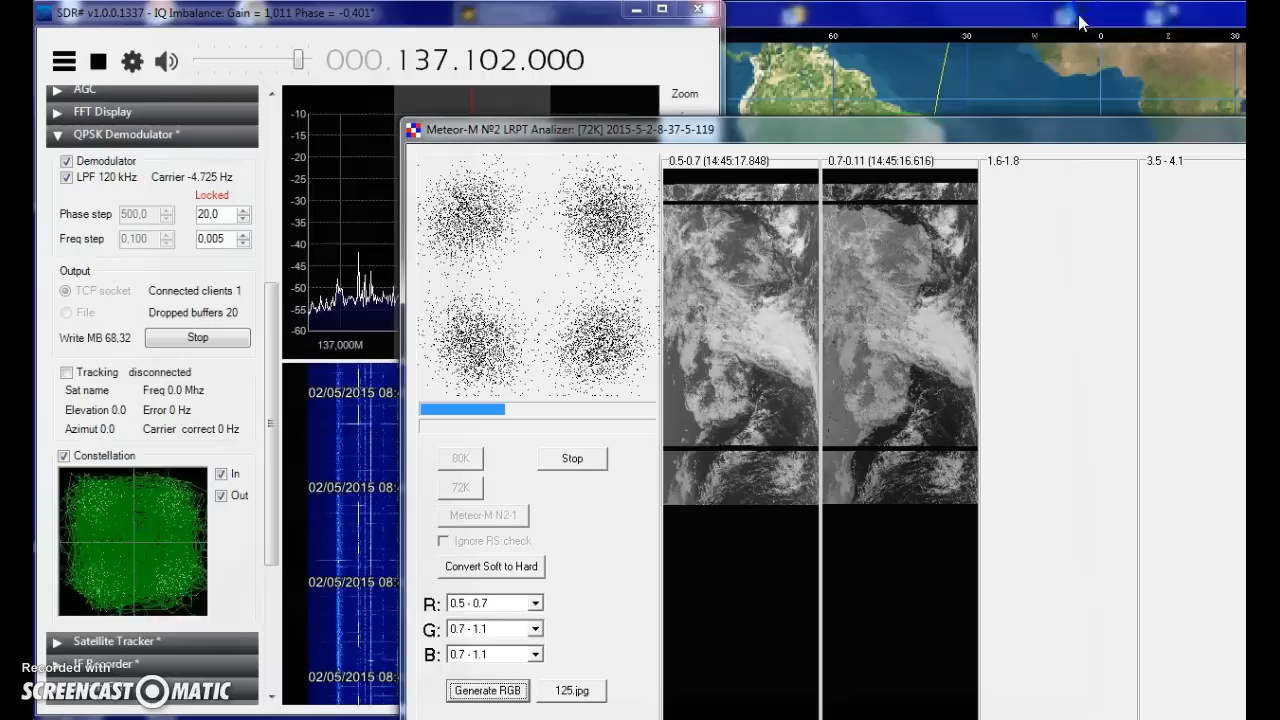 SDR# v1.0.0.1337 - IQ Imbalance: Gain = 1,011 Phase = -0,401°
000.137.102.000
Zoom
AGC
FFT Display
QPSK Demodulator *
Demodulator
LPF 120 kHz Carrier -4.725 Hz
Locked
Phase step 500,0 20,0
Freq step 0,100 0,005
Output
TCP socket Connected clients 1
File Dropped buffers 20
Write MB 68,32 Stop
Tracking disconnected
Sat name Freq 0.0 Mhz
Elevation 0.0 Error 0 Hz
Azimut 0.0 Carrier correct 0 Hz
Constellation
In
Out
Satellite Tracker *
IF Recorder *
-10
-15
-20
-25
-30
-35
-40
-45
-50
-55
-60
137,000M
02/05/2015 08:
02/05/2015 08:
02/05/2015 08:
02/05/2015 08:
60 30 W 0 E 30
Meteor-M №2 LRPT Analizer: [72K] 2015-5-2-8-37-5-119
0.5-0.7 (14:45:17.848) 0.7-0.11 (14:45:16.616) 1.6-1.8 3.5 - 4.1
80K Stop
72K
Meteor-M N2-1
Ignore RS check
Convert Soft to Hard
R: 0.5 - 0.7
G: 0.7 - 1.1
B: 0.7 - 1.1
Generate RGB 125.jpg
Recorded with
SCREENCAST-O-MATIC